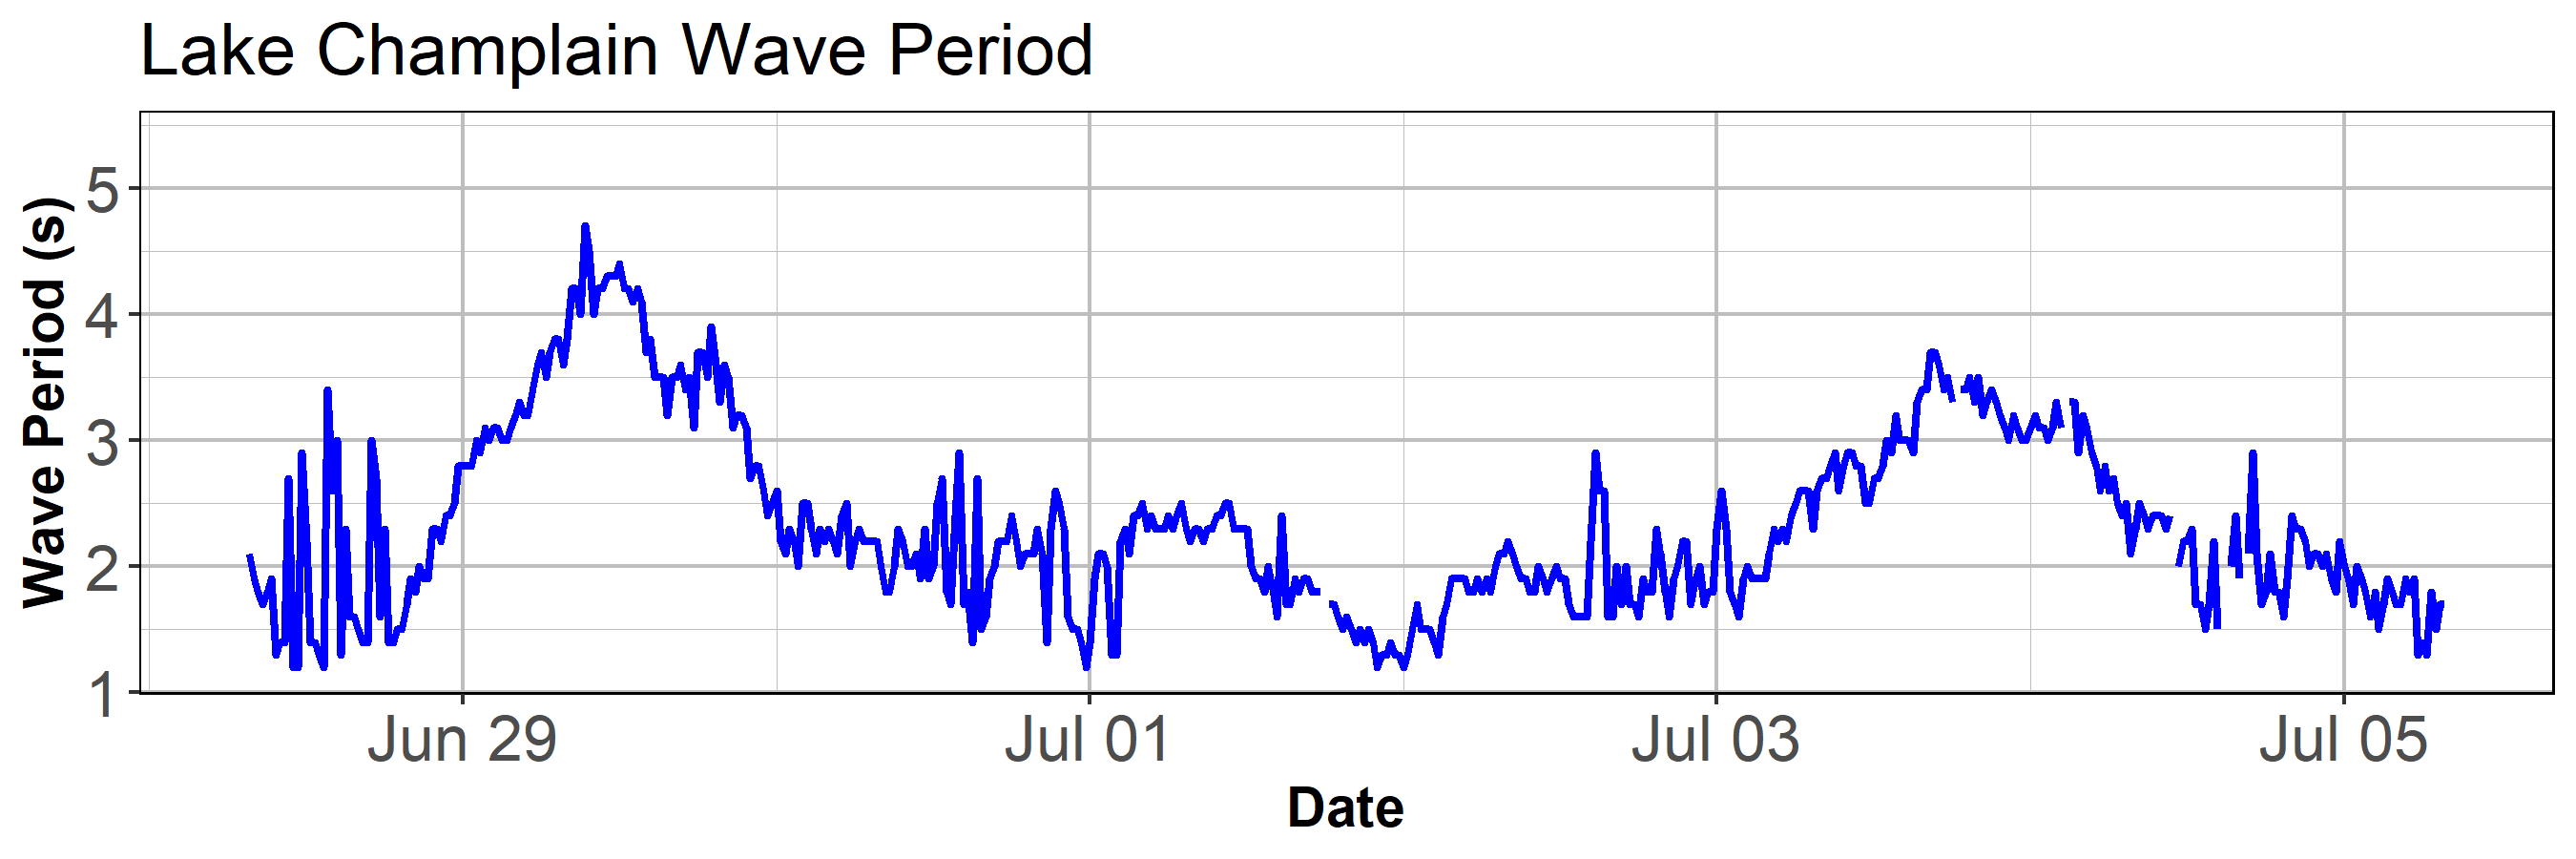 Lake Champlain Wave Period
Wave Period (s)
5
4
3
2
1
Jun 29
Jul 01
Jul 03
Jul 05
Date